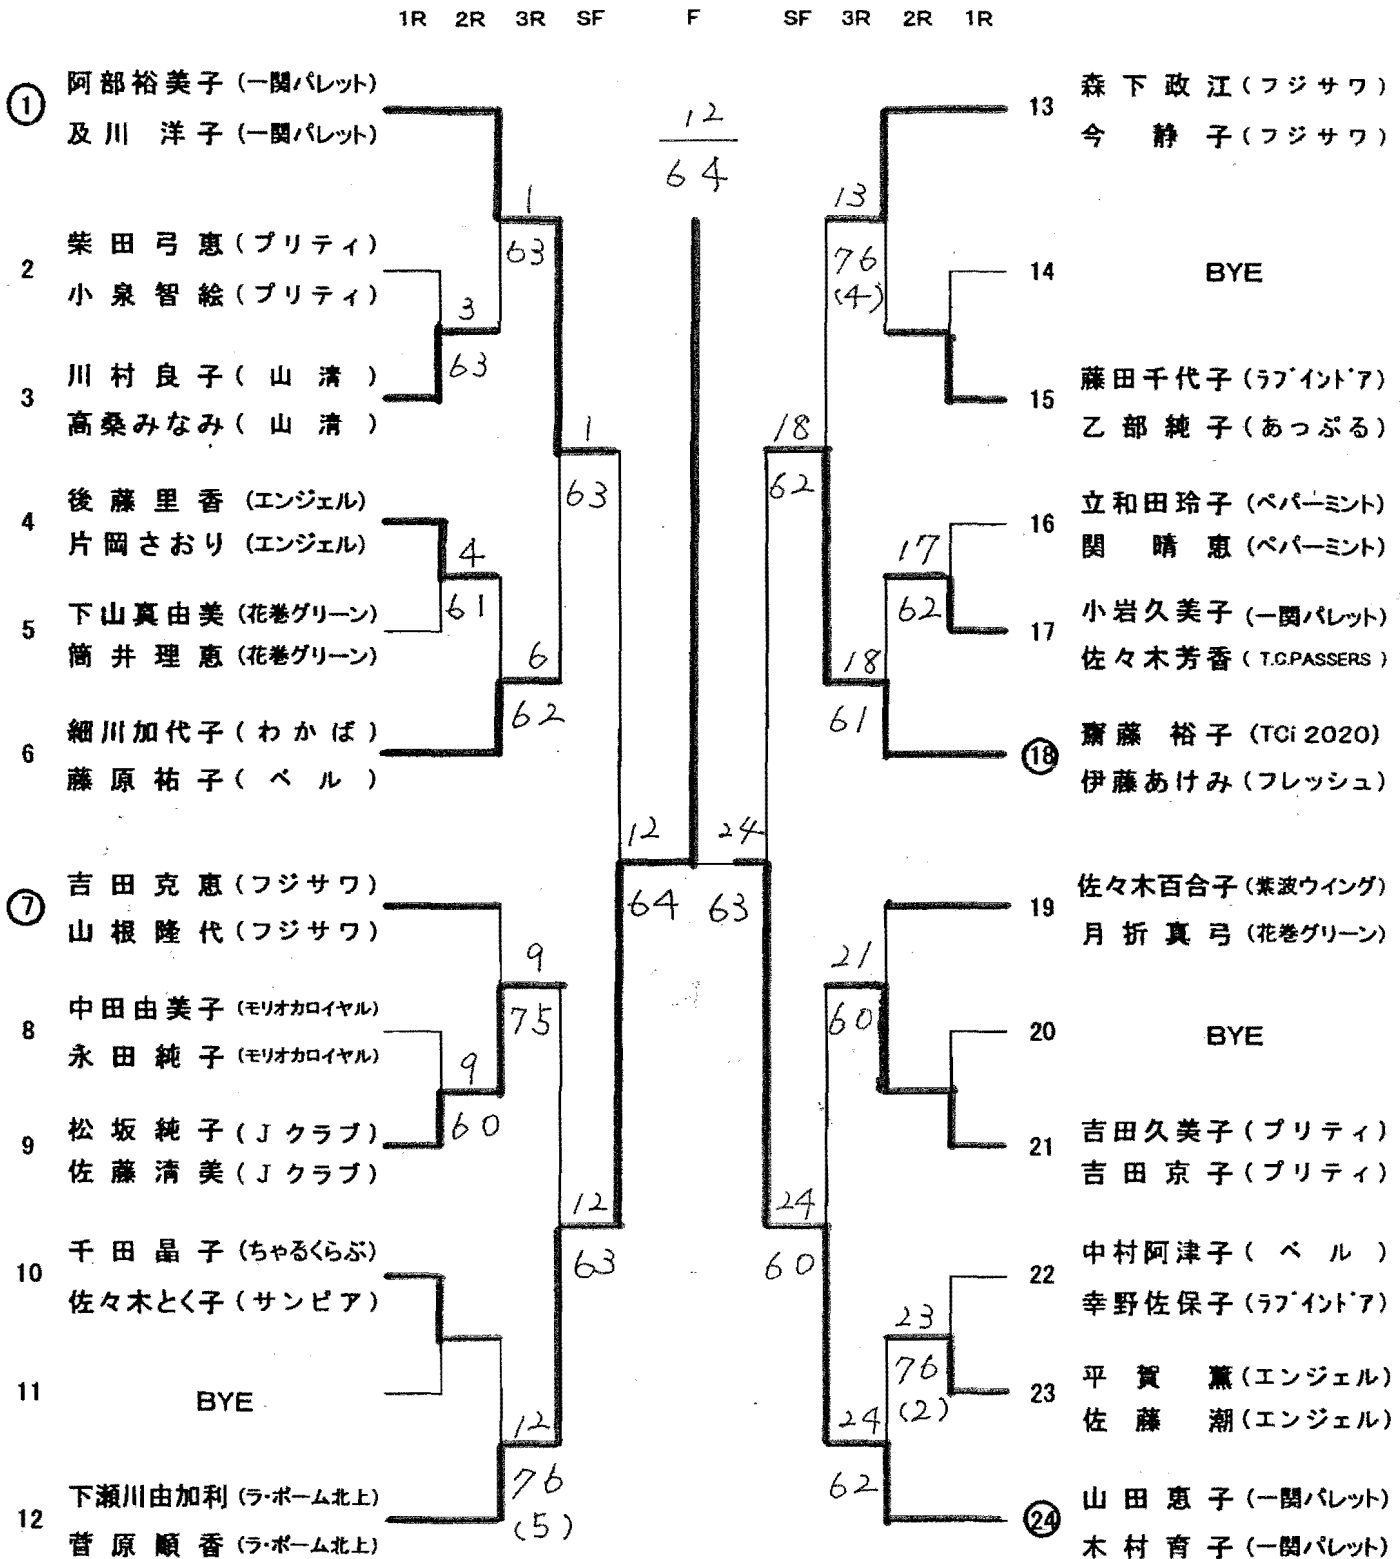 1R 2R 3R SF F SF 3R 2R 1R
1 阿部裕美子 (一関パレット)
及川 洋子 (一関パレット)
2 柴田弓恵 (プリティ)
小泉智絵 (プリティ)
3 川村良子 ( 山清 )
高桑みなみ ( 山清 )
4 後藤里香 (エンジェル)
片岡さおり (エンジェル)
5 下山真由美 (花巻グリーン)
筒井理恵 (花巻グリーン)
6 細川加代子 ( わかば )
藤原祐子 ( ベル )
7 吉田克恵 (フジサワ)
山根隆代 (フジサワ)
8 中田由美子 (モリオカロイヤル)
永田純子 (モリオカロイヤル)
9 松坂純子 (Jクラブ)
佐藤清美 (Jクラブ)
10 千田晶子 (ちゃるくらぶ)
佐々木とく子 (サンピア)
11 BYE
12 下瀬川由加利 (ラ・ポーム北上)
菅原順香 (ラ・ポーム北上)
3
63
4
61
9
60
1
63
6
62
9
75
12
76
(5)
1
63
12
63
12
64
12
64
24
63
18
62
24
60
13
76
(4)
18
61
21
60
24
62
17
62
23
76
(2)
13 森下政江 (フジサワ)
今 静子 (フジサワ)
14 BYE
15 藤田千代子 (ラブインドア)
乙部純子 (あっぷる)
16 立和田玲子 (ペパーミント)
関 晴恵 (ペパーミント)
17 小岩久美子 (一関パレット)
佐々木芳香 ( T.C.PASSERS )
18 齋藤 裕子 (TCi 2020)
伊藤あけみ (フレッシュ)
19 佐々木百合子 (紫波ウイング)
月折真弓 (花巻グリーン)
20 BYE
21 吉田久美子 (プリティ)
吉田京子 (プリティ)
22 中村阿津子 ( ベル )
幸野佐保子 (ラブインドア)
23 平賀 薫 (エンジェル)
佐藤 潮 (エンジェル)
24 山田恵子 (一関パレット)
木村育子 (一関パレット)